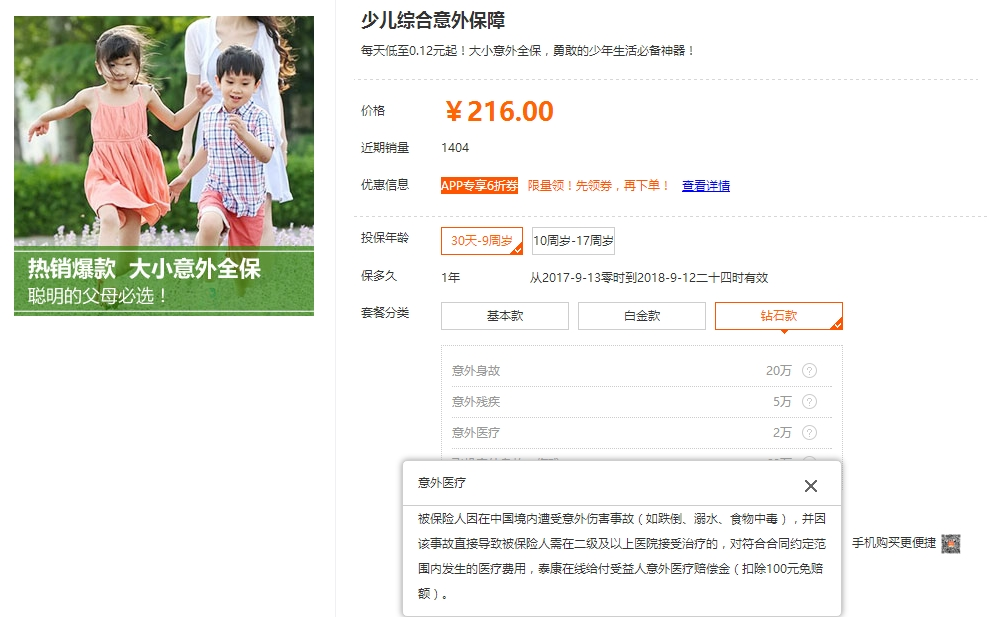 热销爆款 大小意外全保
聪明的父母必选！
少儿综合意外保障
每天低至0.12元起！大小意外全保，勇敢的少年生活必备神器！
价格 ￥216.00
近期销量 1404
优惠信息 APP专享6折券 限量领！先领券，再下单！ 查看详情
投保年龄 30天-9周岁 10周岁-17周岁
保多久 1年 从2017-9-13零时到2018-9-12二十四时有效
套餐分类 基本款 白金款 钻石款
意外身故 20万 ?
意外残疾 5万 ?
意外医疗 2万 ?
意外医疗
被保险人因在中国境内遭受意外伤害事故（如跌倒、溺水、食物中毒），并因
该事故直接导致被保险人需在二级及以上医院接受治疗的，对符合合同约定范
围内发生的医疗费用，泰康在线给付受益人意外医疗赔偿金（扣除100元免赔
额）。
手机购买更便捷